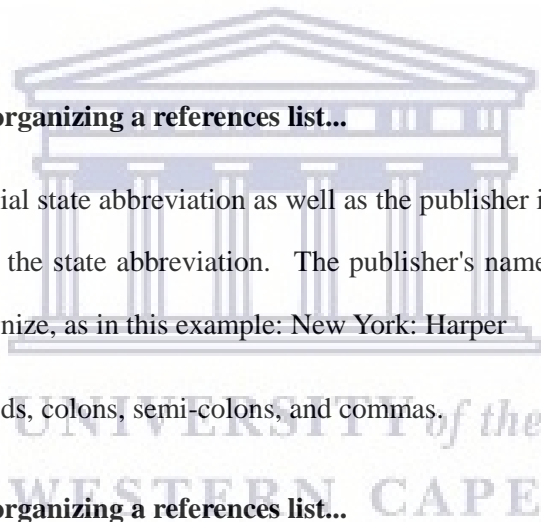 organizing a references list...
ial state abbreviation as well as the publisher i
the state abbreviation. The publisher's name
nize, as in this example: New York: Harper
ds, colons, semi-colons, and commas.
UNIVERSITY of the
WESTERN CAPE
organizing a references list...